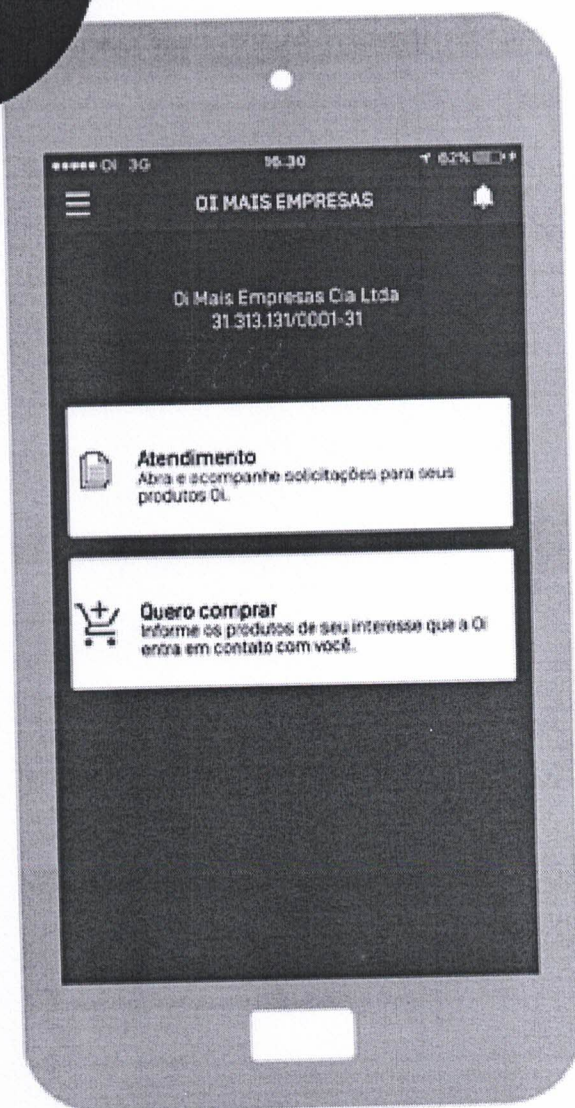 OI 3G 16:30 62%
OI MAIS EMPRESAS
Oi Mais Empresas Cia Ltda
31.313.131/0001-31
Atendimento
Abra e acompanhe solicitações para seus
produtos Oi.
Quero comprar
Informe os produtos de seu interesse que a Oi
entra em contato com você.